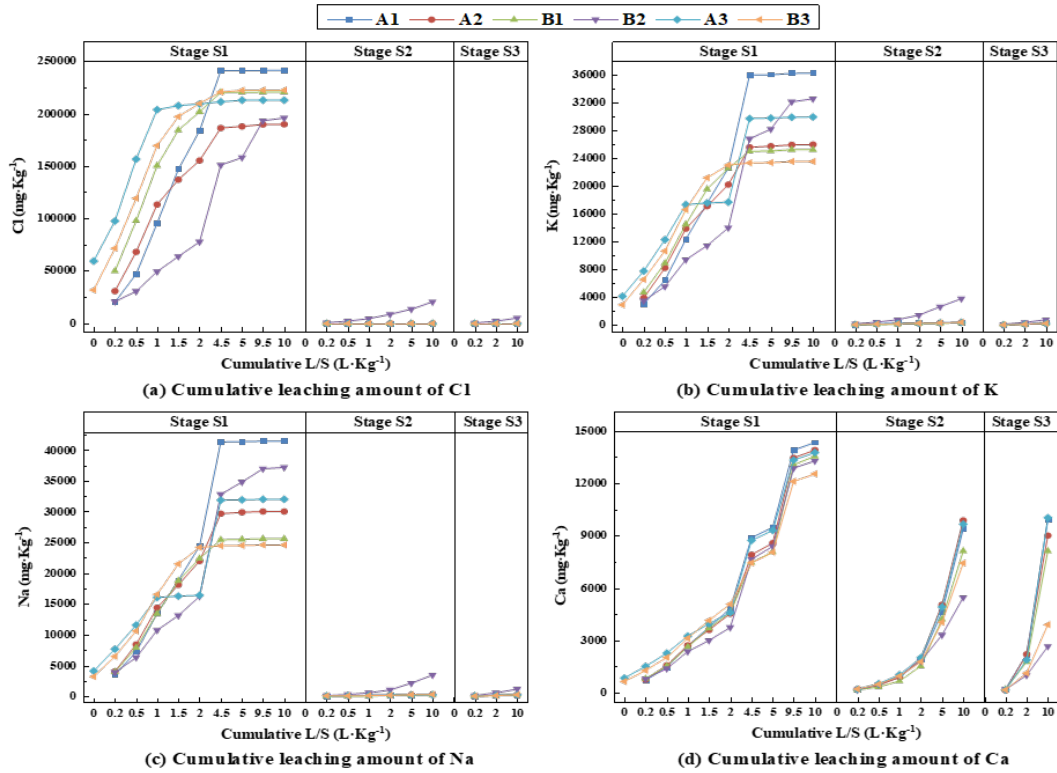 A1 A2 B1 B2 A3 B3
Stage S1 Stage S2 Stage S3
250000
200000
150000
100000
50000
0
Cl (mg·Kg⁻¹)
0 0.2 0.5 1 1.5 2 4.5 5 9.5 10 0 0.2 0.5 1 2 5 10 0 0.2 2 10
Cumulative L/S (L·Kg⁻¹)
(a) Cumulative leaching amount of Cl
Stage S1 Stage S2 Stage S3
36000
32000
28000
24000
20000
16000
12000
8000
4000
0
K (mg·Kg⁻¹)
0 0.2 0.5 1 1.5 2 4.5 5 9.5 10 0 0.2 0.5 1 2 5 10 0 0.2 2 10
Cumulative L/S (L·Kg⁻¹)
(b) Cumulative leaching amount of K
Stage S1 Stage S2 Stage S3
40000
35000
30000
25000
20000
15000
10000
5000
0
Na (mg·Kg⁻¹)
0 0.2 0.5 1 1.5 2 4.5 5 9.5 10 0 0.2 0.5 1 2 5 10 0 0.2 2 10
Cumulative L/S (L·Kg⁻¹)
(c) Cumulative leaching amount of Na
Stage S1 Stage S2 Stage S3
15000
12000
9000
6000
3000
0
Ca (mg·Kg⁻¹)
0 0.2 0.5 1 1.5 2 4.5 5 9.5 10 0 0.2 0.5 1 2 5 10 0 0.2 2 10
Cumulative L/S (L·Kg⁻¹)
(d) Cumulative leaching amount of Ca